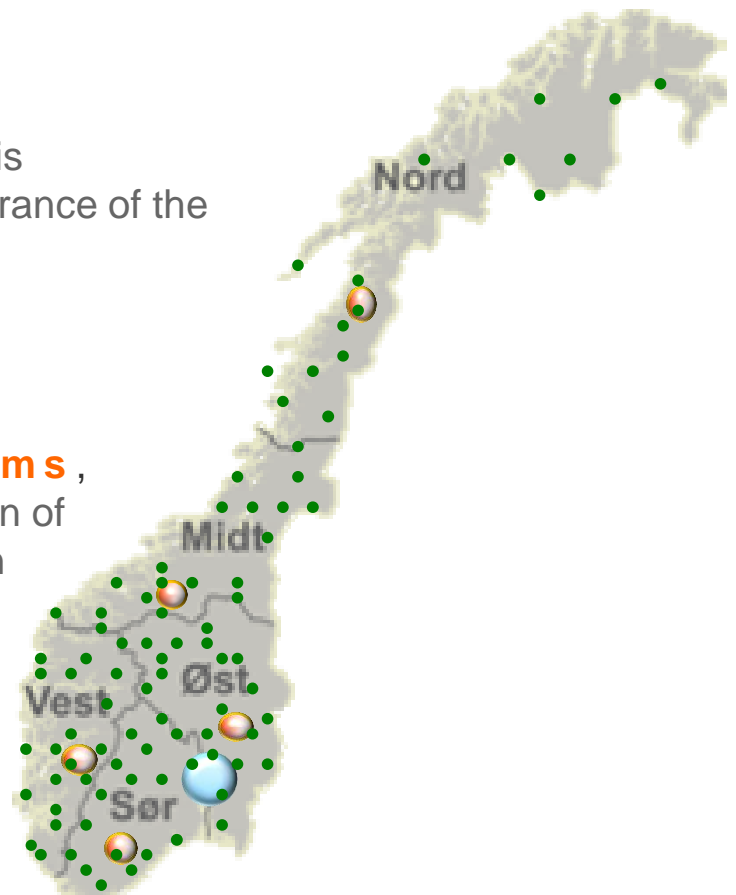 is
rance of the
Nord
m s ,
n of
Midt
n
Øst
Vest
Sør